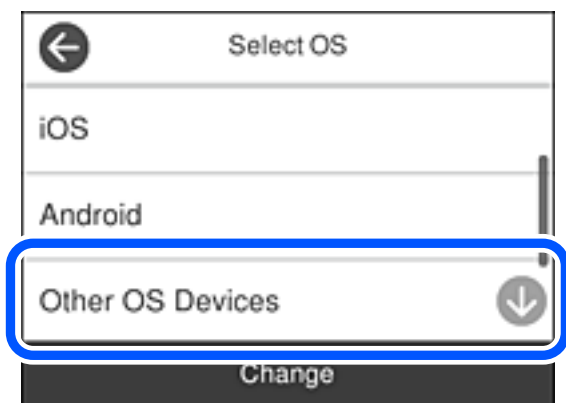 Select OS
iOS
Android
Other OS Devices
Change